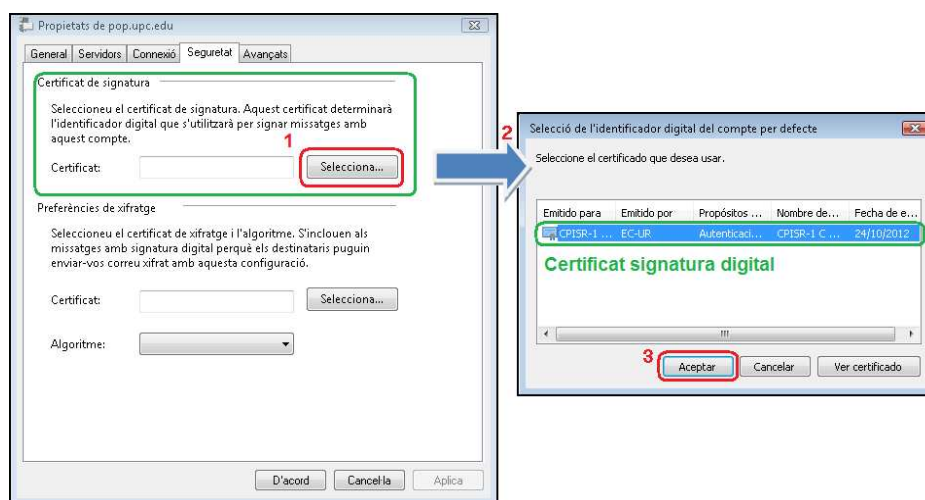 Propietats de pop.upc.edu
General Servidors Connexió Seguretat Avançats
Certificat de signatura
Seleccioneu el certificat de signatura. Aquest certificat determinarà
l'identificador digital que s'utilitzarà per signar missatges amb
aquest compte.
1
Certificat:
Selecciona...
Preferències de xifratge
Seleccioneu el certificat de xifratge i l'algoritme. S'inclouen als
missatges amb signatura digital perquè els destinataris puguin
enviar-vos correu xifrat amb aquesta configuració.
Certificat:
Selecciona...
Algoritme:
D'acord Cancel·la Aplica
2
Selecció de l'identificador digital del compte per defecte
Seleccione el certificado que desea usar.
Emitido para Emitido por Propósitos ... Nombre de... Fecha de e...
CPISR-1 ... EC-UR Autenticaci... CPISR-1 C ... 24/10/2012
Certificat signatura digital
3
Aceptar Cancelar Ver certificado